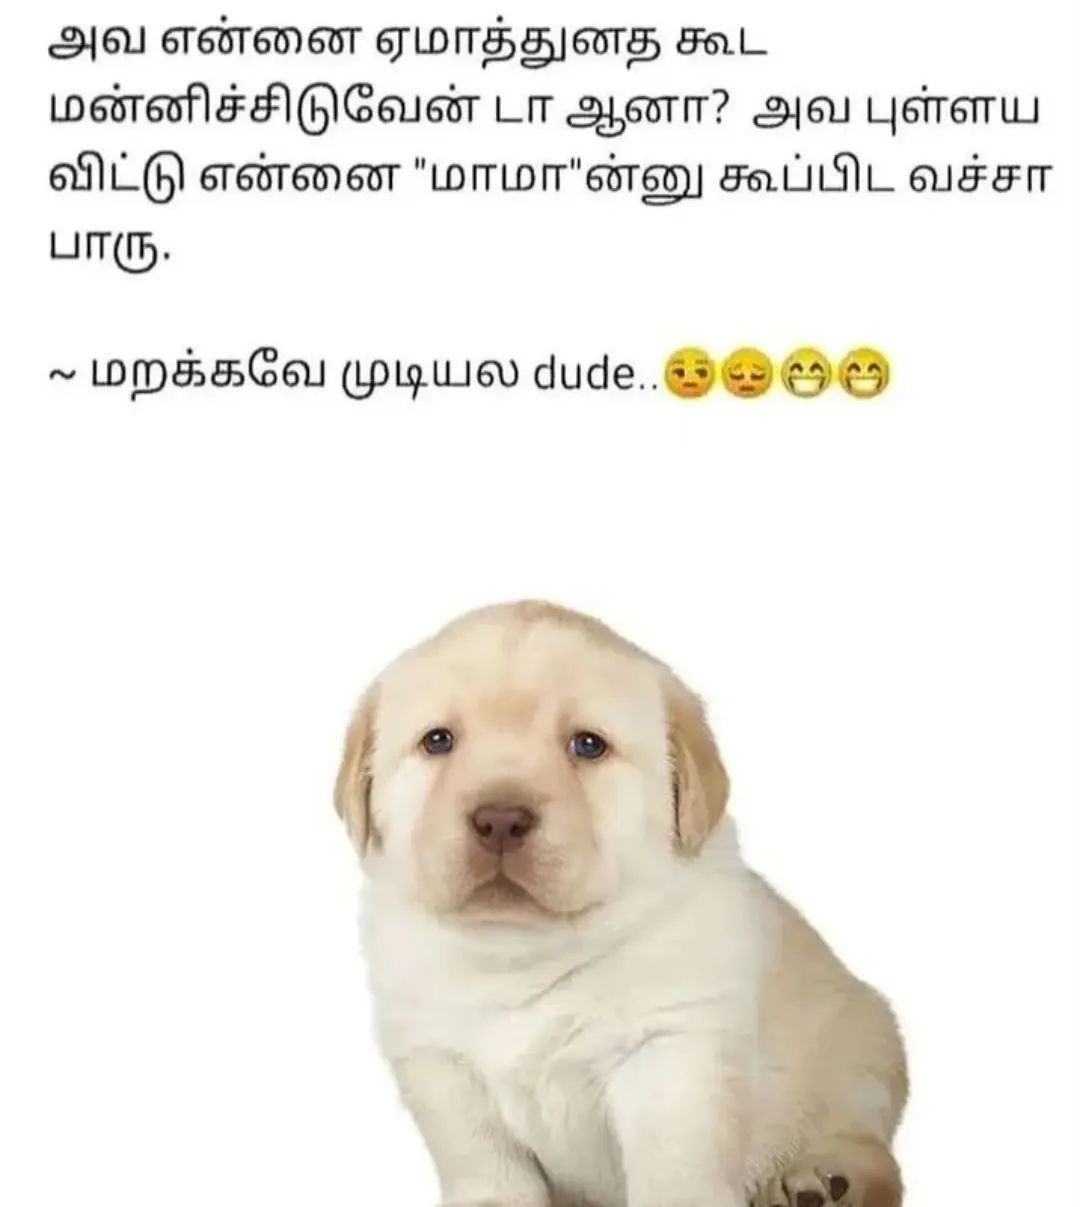 அவ என்னை ஏமாத்துனத கூட
மன்னிச்சிடுவேன் டா ஆனா? அவ புள்ளய
விட்டு என்னை "மாமா"ன்னு கூப்பிட வச்சா
பாரு.
~ மறக்கவே முடியல dude..😒😔😁😁